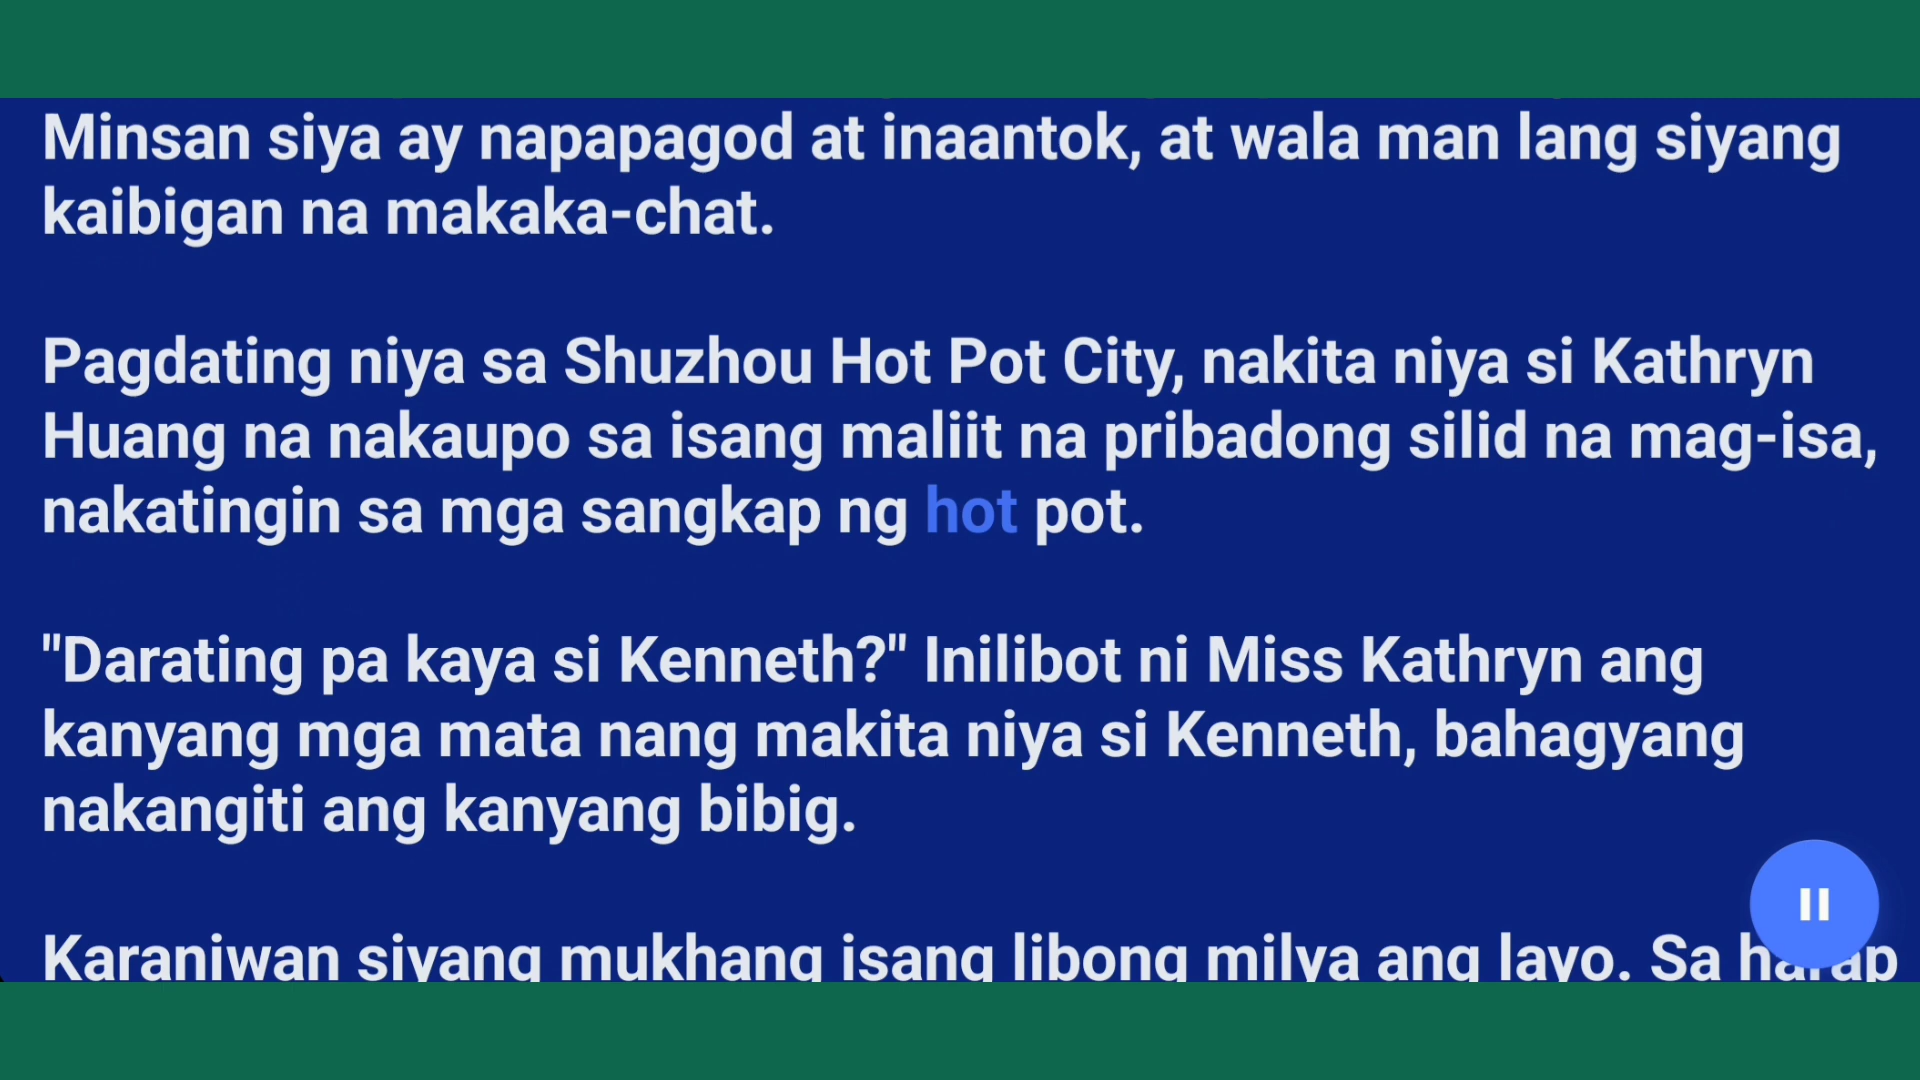 Minsan siya ay napapagod at inaantok, at wala man lang siyang
kaibigan na makaka-chat.
Pagdating niya sa Shuzhou Hot Pot City, nakita niya si Kathryn
Huang na nakaupo sa isang maliit na pribadong silid na mag-isa,
nakatingin sa mga sangkap ng hot pot.
"Darating pa kaya si Kenneth?" Inilibot ni Miss Kathryn ang
kanyang mga mata nang makita niya si Kenneth, bahagyang
nakangiti ang kanyang bibig.
Karaniwan siyang mukhang isang libong milya ang layo. Sa harap